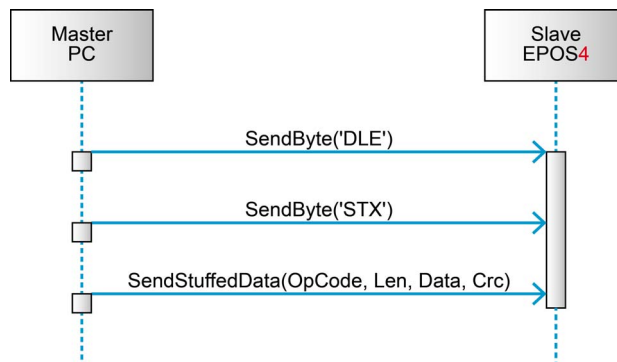 Master
PC
Slave
EPOS4
SendByte('DLE')
SendByte('STX')
SendStuffedData(OpCode, Len, Data, Crc)